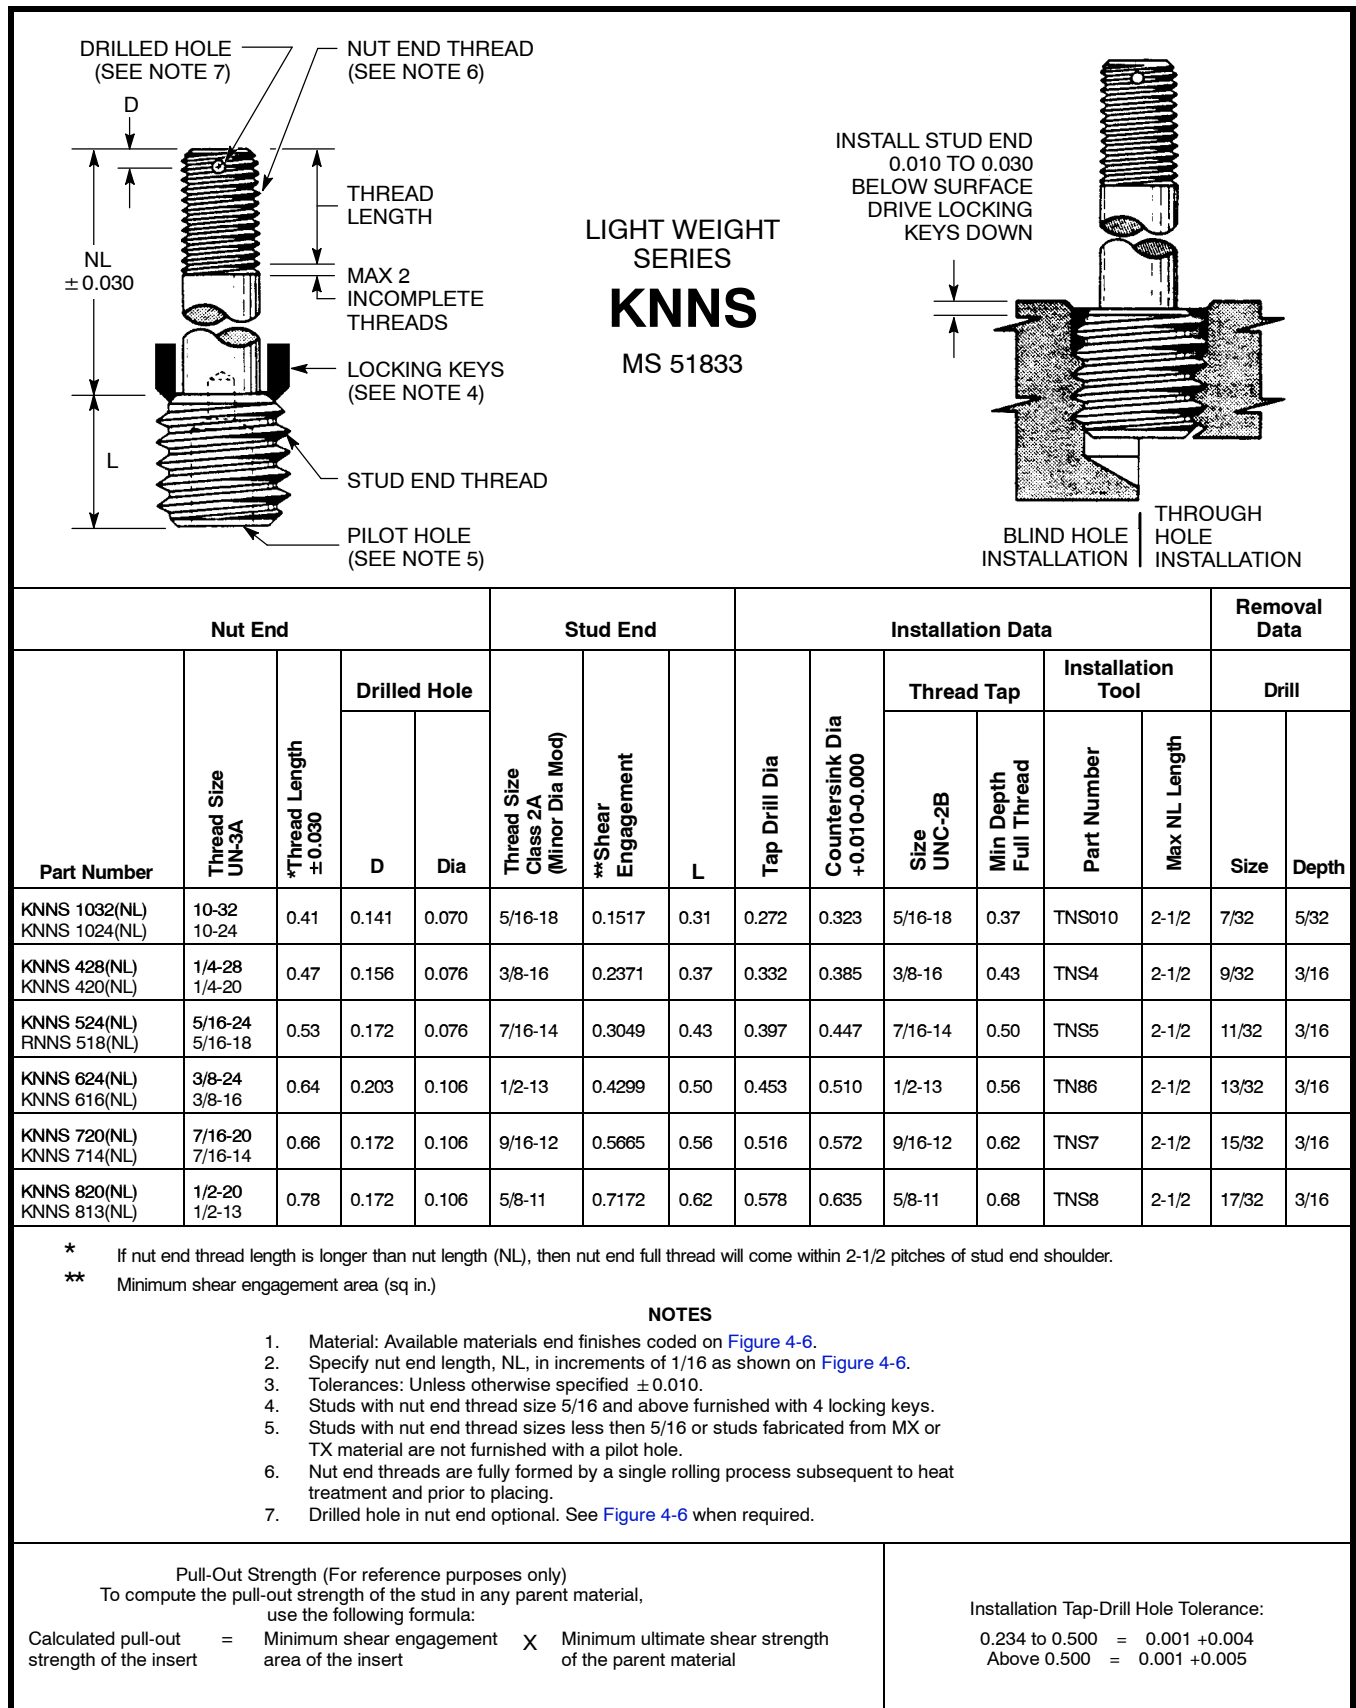 DRILLED HOLE
(SEE NOTE 7)
NUT END THREAD
(SEE NOTE 6)
D
NL
±0.030
THREAD
LENGTH
MAX 2
INCOMPLETE
THREADS
LOCKING KEYS
(SEE NOTE 4)
L
STUD END THREAD
PILOT HOLE
(SEE NOTE 5)
LIGHT WEIGHT
SERIES
KNNS
MS 51833
INSTALL STUD END
0.010 TO 0.030
BELOW SURFACE
DRIVE LOCKING
KEYS DOWN
BLIND HOLE
INSTALLATION
THROUGH
HOLE
INSTALLATION
Nut End Stud End Installation Data Removal Data
Drilled Hole Thread Tap Installation Tool Drill
Part Number Thread Size UN-3A *Thread Length ±0.030 D Dia Thread Size Class 2A (Minor Dia Mod) **Shear Engagement L Tap Drill Dia Countersink Dia +0.010-0.000 Size UNC-2B Min Depth Full Thread Part Number Max NL Length Size Depth
KNNS 1032(NL) 10-32
KNNS 1024(NL) 10-24
0.41 0.141 0.070 5/16-18 0.1517 0.31 0.272 0.323 5/16-18 0.37 TNS010 2-1/2 7/32 5/32
KNNS 428(NL) 1/4-28
KNNS 420(NL) 1/4-20
0.47 0.156 0.076 3/8-16 0.2371 0.37 0.332 0.385 3/8-16 0.43 TNS4 2-1/2 9/32 3/16
KNNS 524(NL) 5/16-24
RNNS 518(NL) 5/16-18
0.53 0.172 0.076 7/16-14 0.3049 0.43 0.397 0.447 7/16-14 0.50 TNS5 2-1/2 11/32 3/16
KNNS 624(NL) 3/8-24
KNNS 616(NL) 3/8-16
0.64 0.203 0.106 1/2-13 0.4299 0.50 0.453 0.510 1/2-13 0.56 TN86 2-1/2 13/32 3/16
KNNS 720(NL) 7/16-20
KNNS 714(NL) 7/16-14
0.66 0.172 0.106 9/16-12 0.5665 0.56 0.516 0.572 9/16-12 0.62 TNS7 2-1/2 15/32 3/16
KNNS 820(NL) 1/2-20
KNNS 813(NL) 1/2-13
0.78 0.172 0.106 5/8-11 0.7172 0.62 0.578 0.635 5/8-11 0.68 TNS8 2-1/2 17/32 3/16
* If nut end thread length is longer than nut length (NL), then nut end full thread will come within 2-1/2 pitches of stud end shoulder.
** Minimum shear engagement area (sq in.)
NOTES
1. Material: Available materials end finishes coded on Figure 4-6.
2. Specify nut end length, NL, in increments of 1/16 as shown on Figure 4-6.
3. Tolerances: Unless otherwise specified ±0.010.
4. Studs with nut end thread size 5/16 and above furnished with 4 locking keys.
5. Studs with nut end thread sizes less then 5/16 or studs fabricated from MX or
TX material are not furnished with a pilot hole.
6. Nut end threads are fully formed by a single rolling process subsequent to heat
treatment and prior to placing.
7. Drilled hole in nut end optional. See Figure 4-6 when required.
Pull-Out Strength (For reference purposes only)
To compute the pull-out strength of the stud in any parent material,
use the following formula:
Calculated pull-out = Minimum shear engagement X Minimum ultimate shear strength
strength of the insert area of the insert of the parent material
Installation Tap-Drill Hole Tolerance:
0.234 to 0.500 = 0.001 +0.004
Above 0.500 = 0.001 +0.005